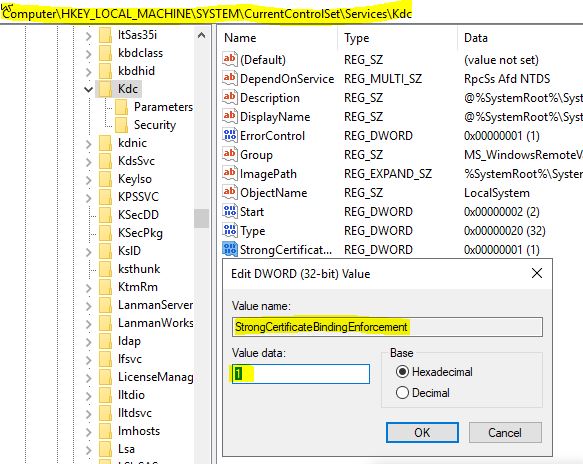 Computer\HKEY_LOCAL_MACHINE\SYSTEM\CurrentControlSet\Services\Kdc
ItSas35i
kbdclass
kbdhid
Kdc
Parameters
Security
kdnic
KdsSvc
KeyIso
KPSSVC
KSecDD
KSecPkg
KsID
ksthunk
KtmRm
LanmanServer
LanmanWorks
ldap
lfsvc
LicenseManag
lltdio
lltdsvc
lmhosts
Lsa
Name Type Data
(Default) REG_SZ (value not set)
DependOnService REG_MULTI_SZ RpcSs Afd NTDS
Description REG_SZ @%SystemRoot%\System
DisplayName REG_SZ @%SystemRoot%\System
ErrorControl REG_DWORD 0x00000001 (1)
Group REG_SZ MS_WindowsRemoteVa
ImagePath REG_EXPAND_SZ %SystemRoot%\System
ObjectName REG_SZ LocalSystem
Start REG_DWORD 0x00000002 (2)
Type REG_DWORD 0x00000020 (32)
StrongCertificat... REG_DWORD 0x00000001 (1)
Edit DWORD (32-bit) Value
Value name:
StrongCertificateBindingEnforcement
Value data:
1
Base
Hexadecimal
Decimal
OK Cancel